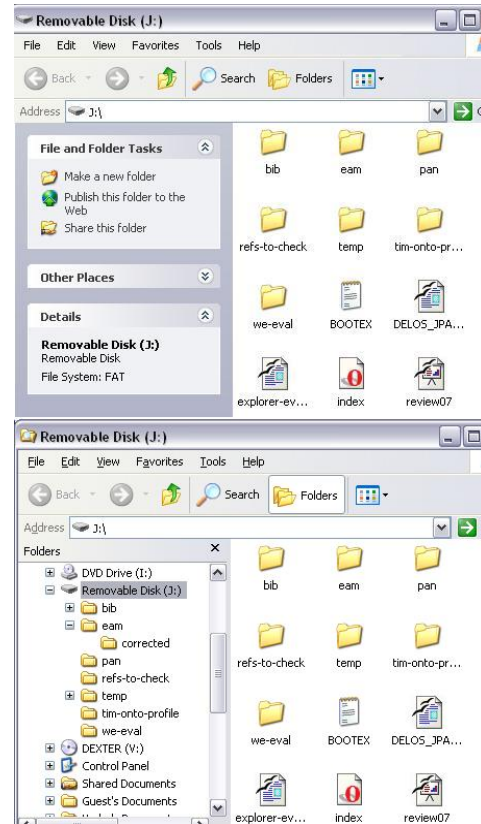 Removable Disk (J:)
File Edit View Favorites Tools Help
Back Search Folders
Address J:\
File and Folder Tasks
Make a new folder
Publish this folder to the
Web
Share this folder
Other Places
Details
Removable Disk (J:)
Removable Disk
File System: FAT
bib eam pan
refs-to-check temp tim-onto-pr...
we-eval BOOTEX DELOS_JPA...
explorer-ev... index review07
Removable Disk (J:)
File Edit View Favorites Tools Help
Back Search Folders
Address J:\
Folders
DVD Drive (I:)
Removable Disk (J:)
bib
eam
corrected
pan
refs-to-check
temp
tim-onto-profile
we-eval
DEXTER (V:)
Control Panel
Shared Documents
Guest's Documents
bib eam pan
refs-to-check temp tim-onto-pr...
we-eval BOOTEX DELOS_JPA...
explorer-ev... index review07